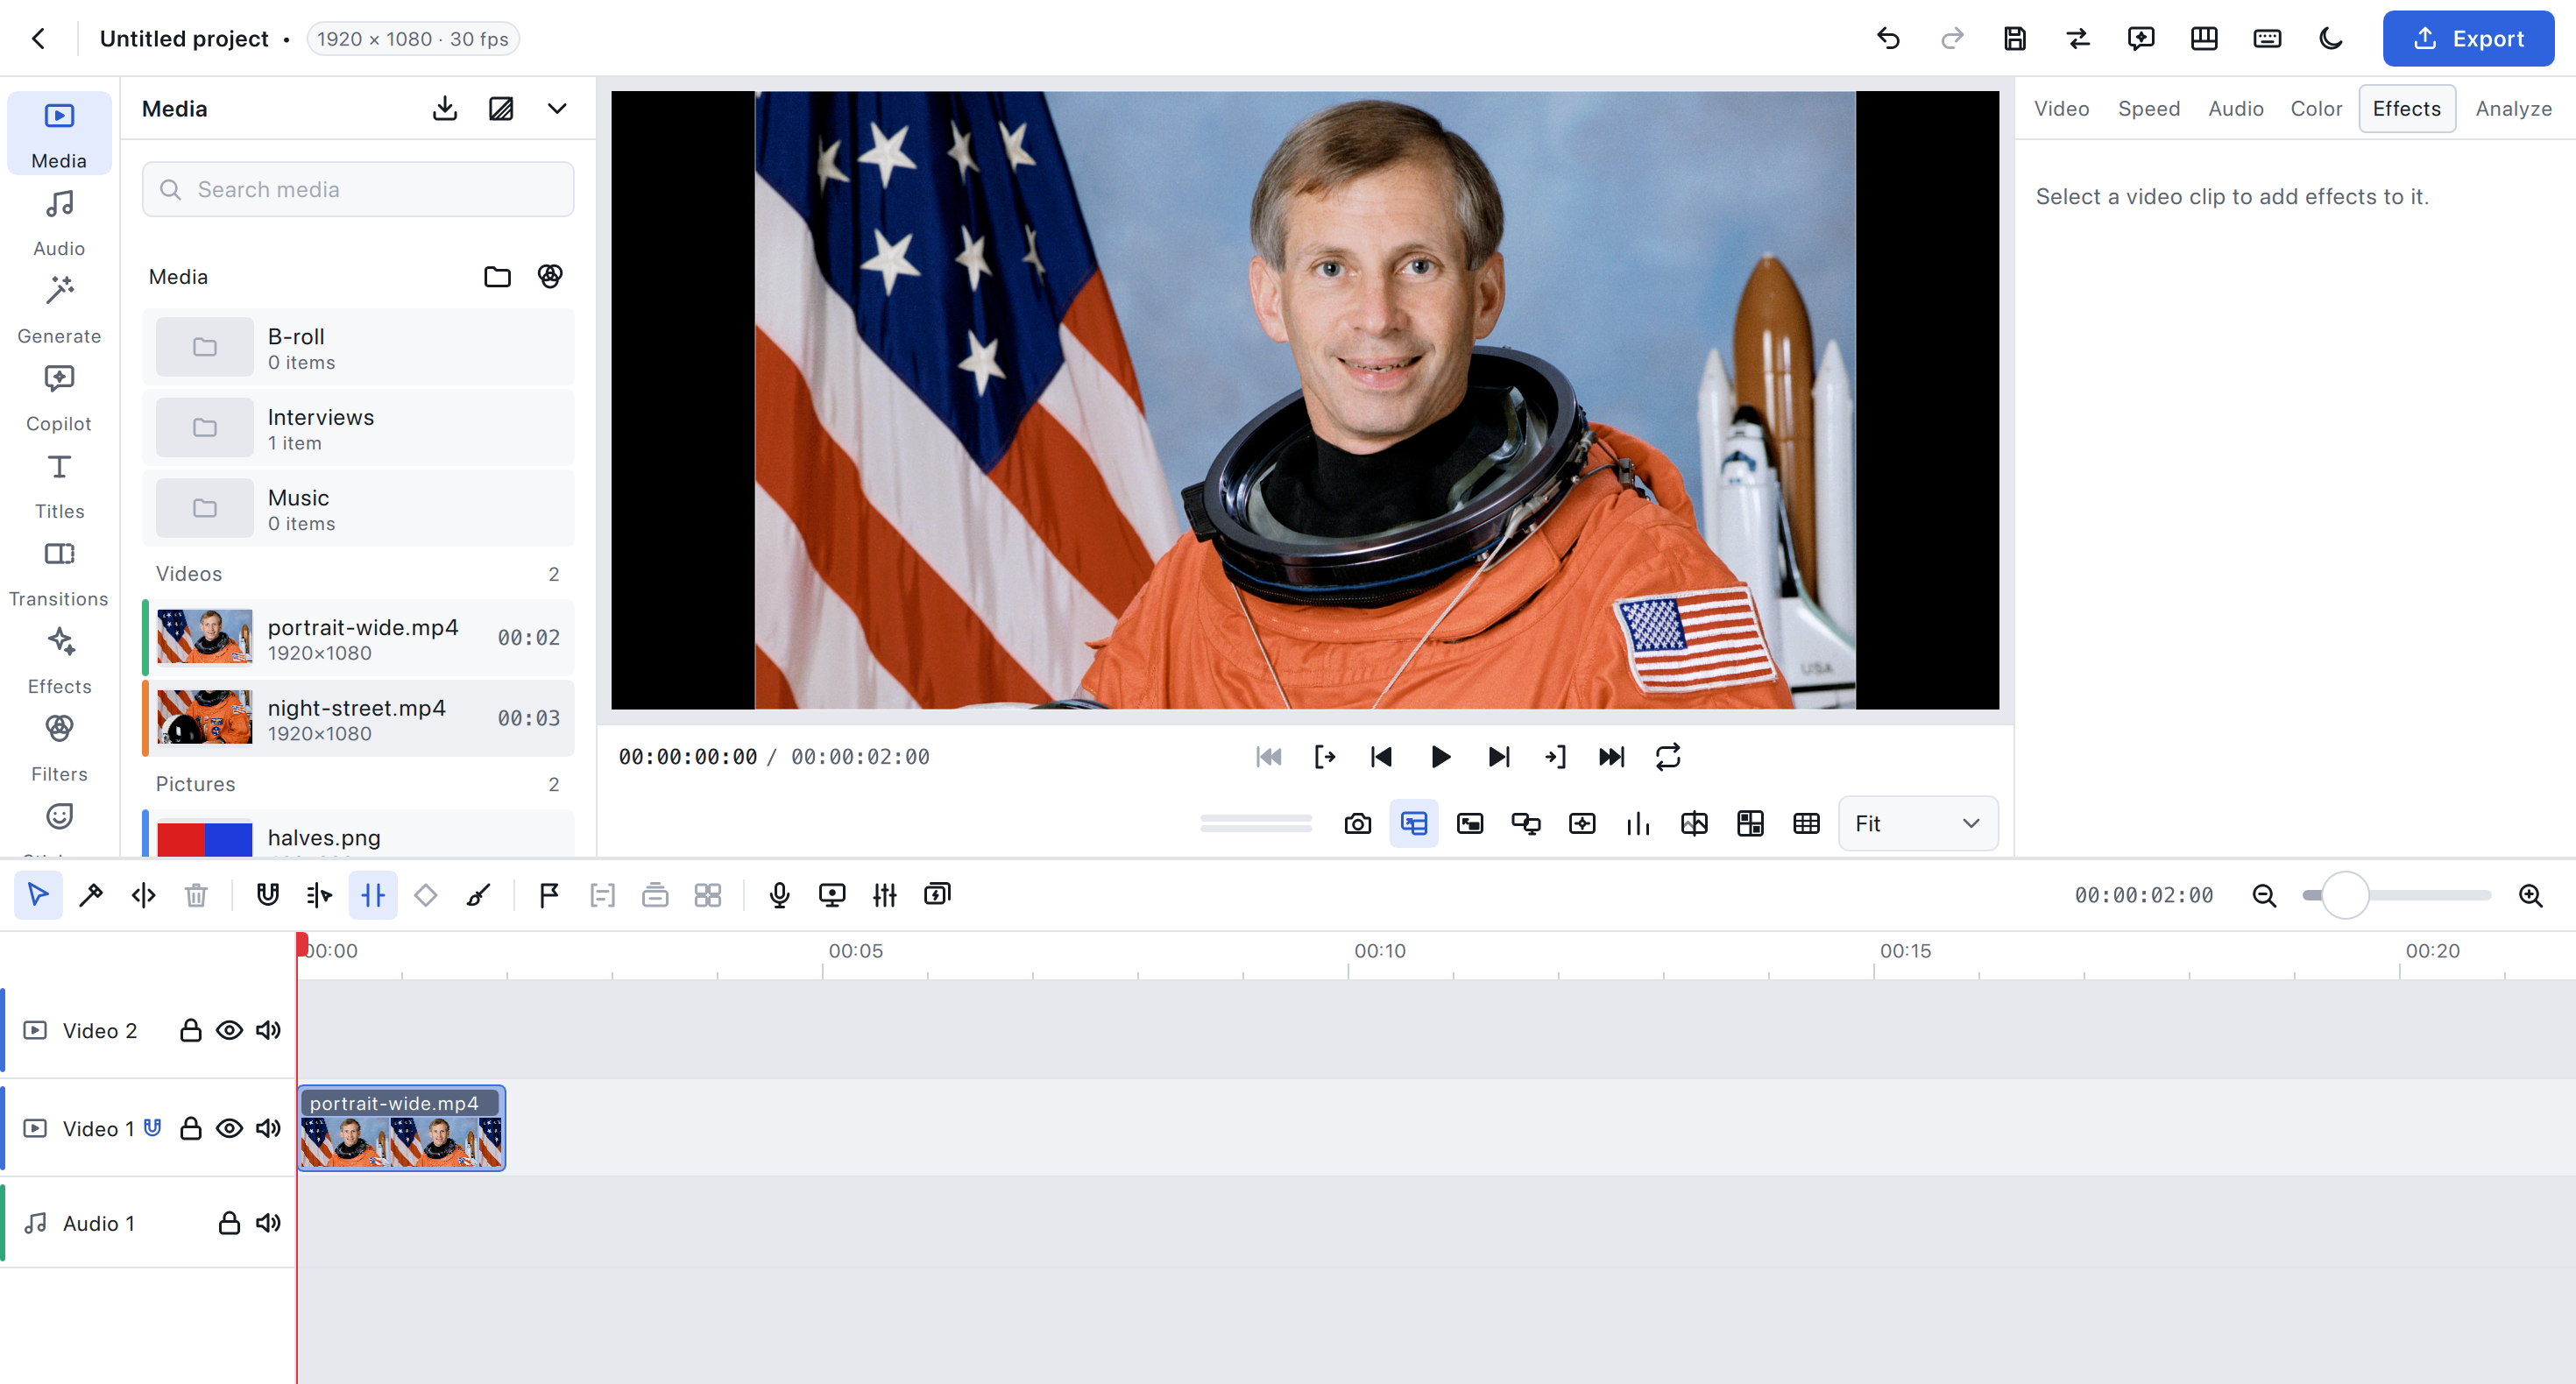 Untitled project • 1920 × 1080 · 30 fps
Export
Media
Audio
Generate
Copilot
Titles
Transitions
Effects
Filters
Media
Search media
Media
B-roll
0 items
Interviews
1 item
Music
0 items
Videos 2
portrait-wide.mp4
1920×1080
00:02
night-street.mp4
1920×1080
00:03
Pictures 2
halves.png
USA
00:00:00:00 / 00:00:02:00
Fit
Video Speed Audio Color Effects Analyze
Select a video clip to add effects to it.
00:00:02:00
00:00 00:05 00:10 00:15 00:20
Video 2
Video 1
portrait-wide.mp4
Audio 1